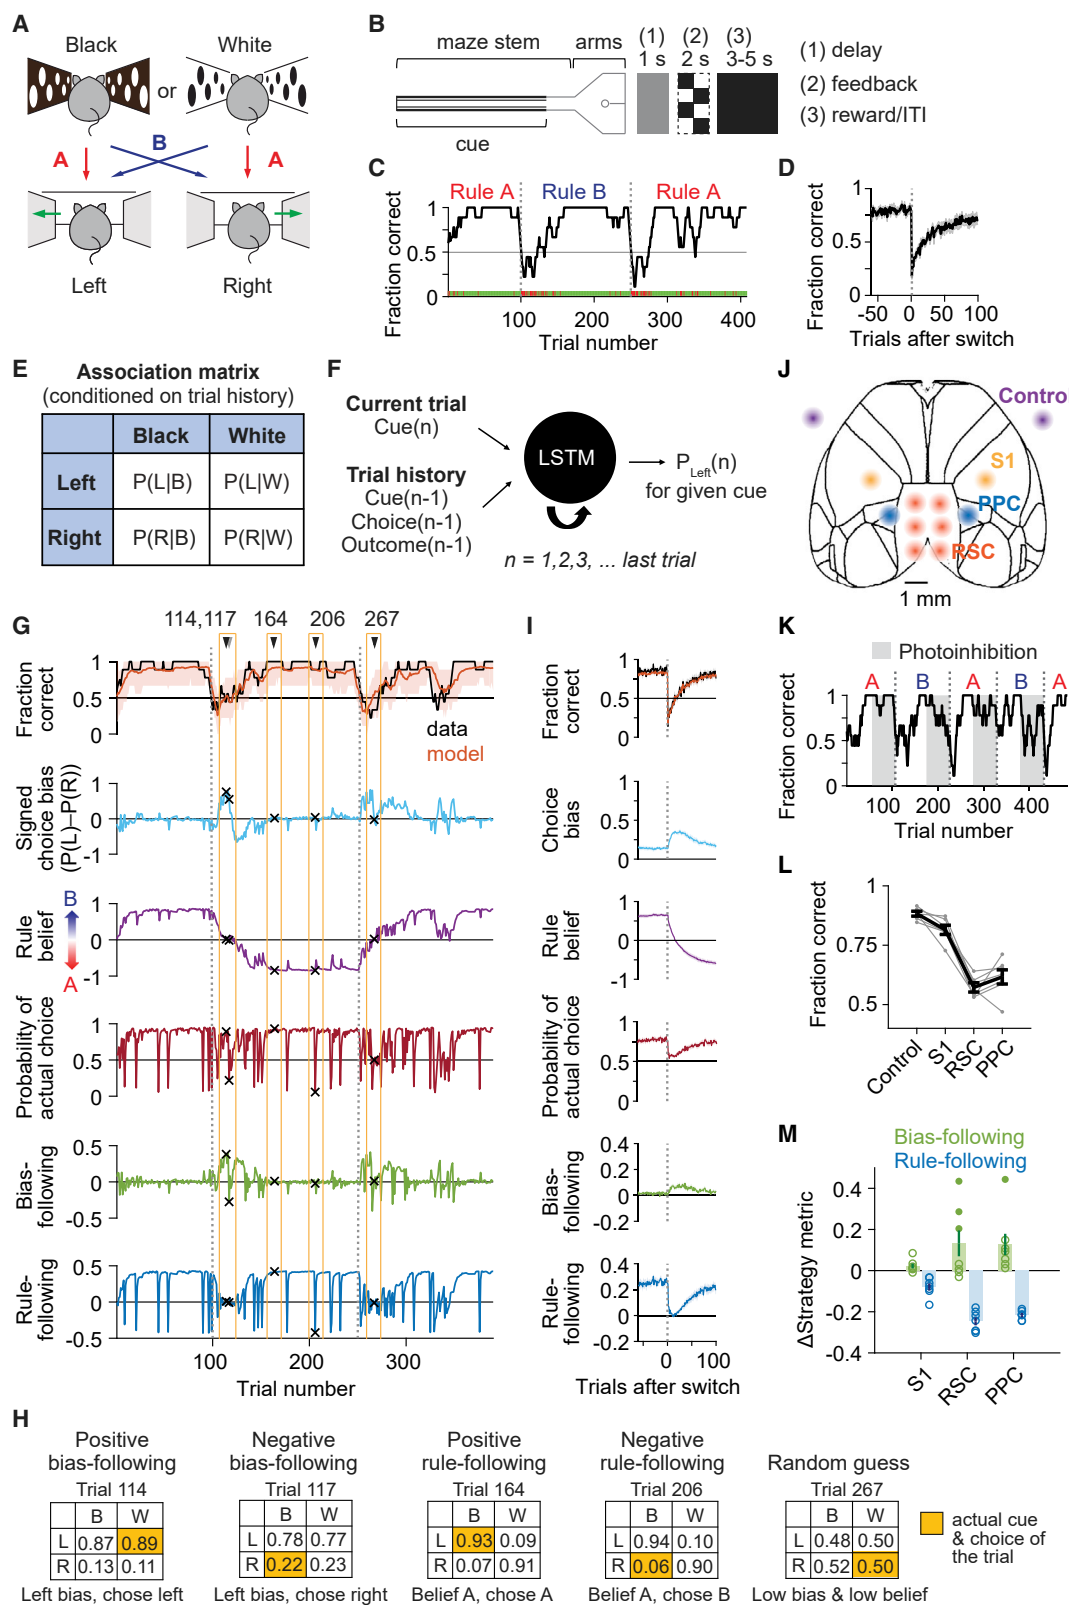 A
Black
White
or
A
B
A
Left
Right
B
maze stem
arms
(1)
(2)
(3)
1 s
2 s
3-5 s
cue
(1) delay
(2) feedback
(3) reward/ITI
C
Rule A
Rule B
Rule A
Fraction correct
1
0.5
0
100
200
300
400
Trial number
D
Fraction correct
1
0.5
0
-50
0
50
100
Trials after switch
E
Association matrix
(conditioned on trial history)
Black
White
Left
P(L|B)
P(L|W)
Right
P(R|B)
P(R|W)
F
Current trial
Cue(n)
Trial history
Cue(n-1)
Choice(n-1)
Outcome(n-1)
LSTM
PLeft(n)
for given cue
n = 1,2,3, ... last trial
J
Contro
S1
PPC
RSC
1 mm
G
114,117
164
206
267
Fraction
correct
1
0.5
0
data
model
Signed
choice bias
(P(L)–P(R))
1
0
-1
B
A
Rule
belief
1
0
-1
Probability of
actual choice
1
0.5
0
Bias-
following
0.5
0
-0.5
Rule-
following
0.5
0
-0.5
100
200
300
Trial number
I
Fraction
correct
1
0.5
0
Choice
bias
1
0.5
0
Rule
belief
1
0
-1
Probability of
actual choice
1
0.5
0
Bias-
following
0.4
0.2
0
-0.2
Rule-
following
0.4
0.2
0
-0.2
0
100
Trials after switch
K
Photoinhibition
A
B
A
B
A
Fraction correct
1
0.5
0
100
200
300
400
Trial number
L
Fraction correct
1
0.75
0.5
Control
S1
RSC
PPC
M
Bias-following
Rule-following
ΔStrategy metric
0.4
0.2
0
-0.2
-0.4
S1
RSC
PPC
H
Positive
bias-following
Trial 114
B
W
L
0.87
0.89
R
0.13
0.11
Left bias, chose left
Negative
bias-following
Trial 117
B
W
L
0.78
0.77
R
0.22
0.23
Left bias, chose right
Positive
rule-following
Trial 164
B
W
L
0.93
0.09
R
0.07
0.91
Belief A, chose A
Negative
rule-following
Trial 206
B
W
L
0.94
0.10
R
0.06
0.90
Belief A, chose B
Random guess
Trial 267
B
W
L
0.48
0.50
R
0.52
0.50
Low bias & low belief
actual cue
& choice of
the trial